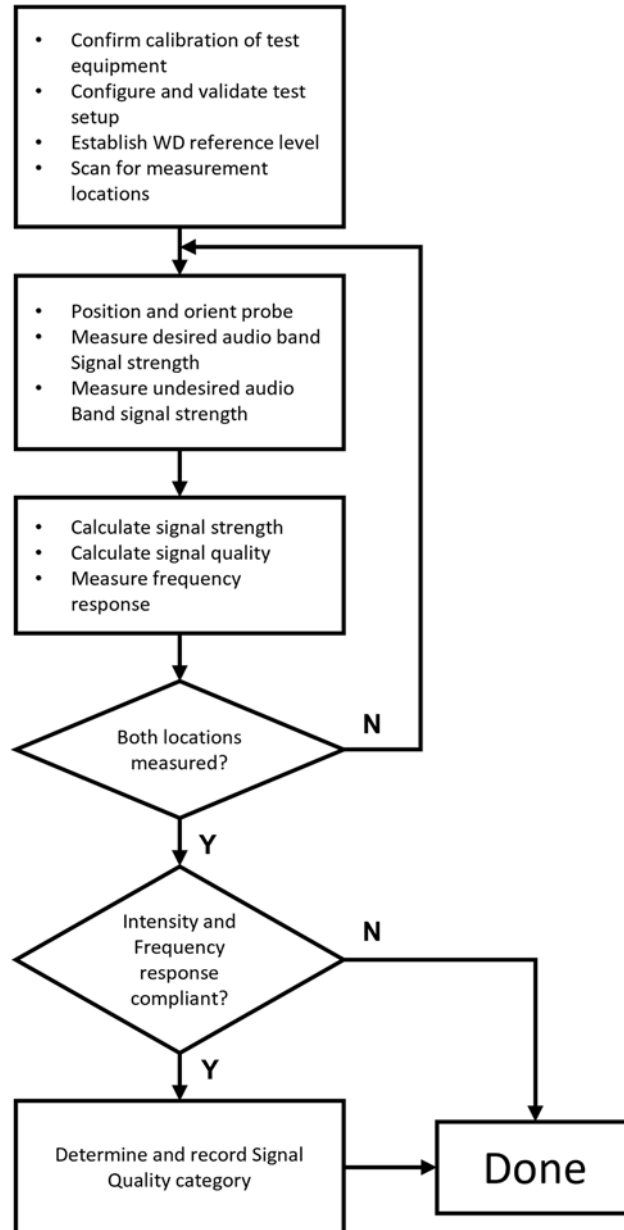 • Confirm calibration of test
equipment
• Configure and validate test
setup
• Establish WD reference level
• Scan for measurement
locations
• Position and orient probe
• Measure desired audio band
Signal strength
• Measure undesired audio
Band signal strength
• Calculate signal strength
• Calculate signal quality
• Measure frequency
response
Both locations
measured?
N
Y
Intensity and
Frequency
response
compliant?
N
Y
Determine and record Signal
Quality category
Done